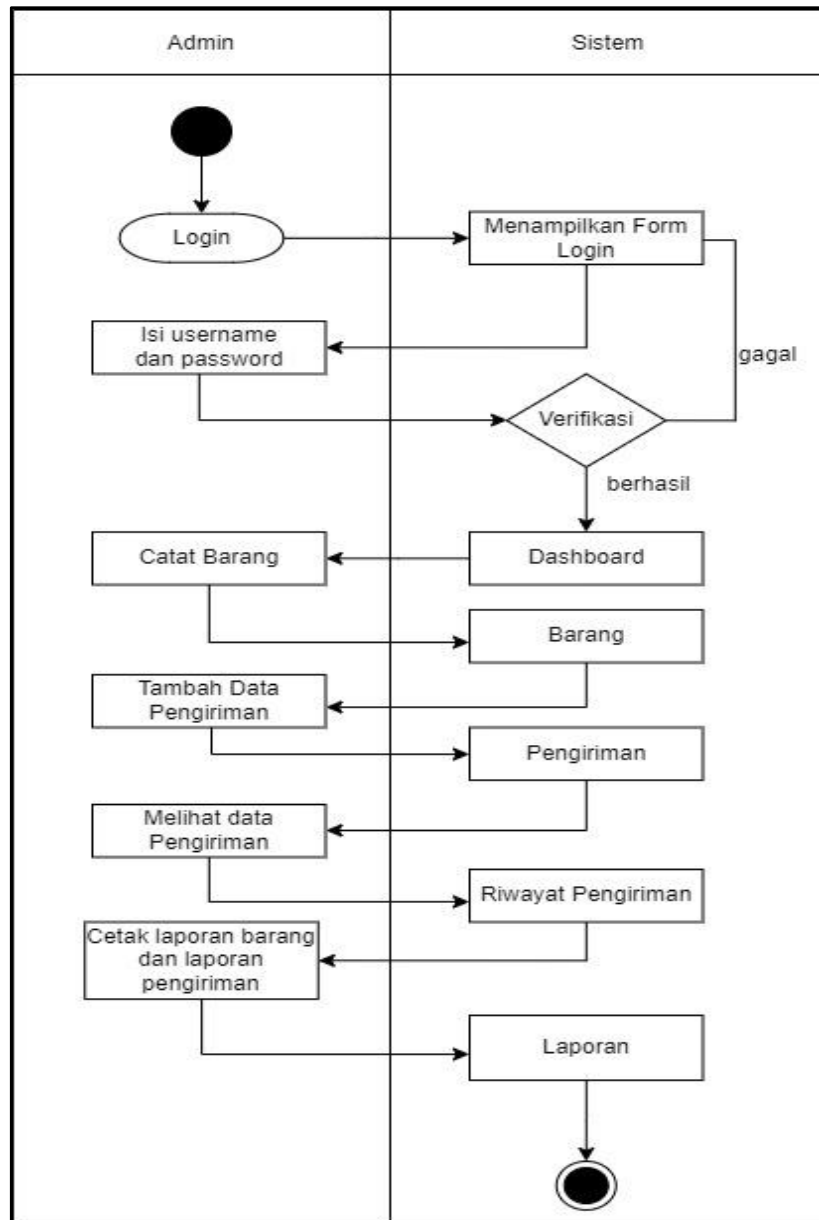 Admin
Sistem
Login
Menampilkan Form
Login
Isi username
dan password
gagal
Verifikasi
berhasil
Catat Barang
Dashboard
Barang
Tambah Data
Pengiriman
Pengiriman
Melihat data
Pengiriman
Riwayat Pengiriman
Cetak laporan barang
dan laporan
pengiriman
Laporan